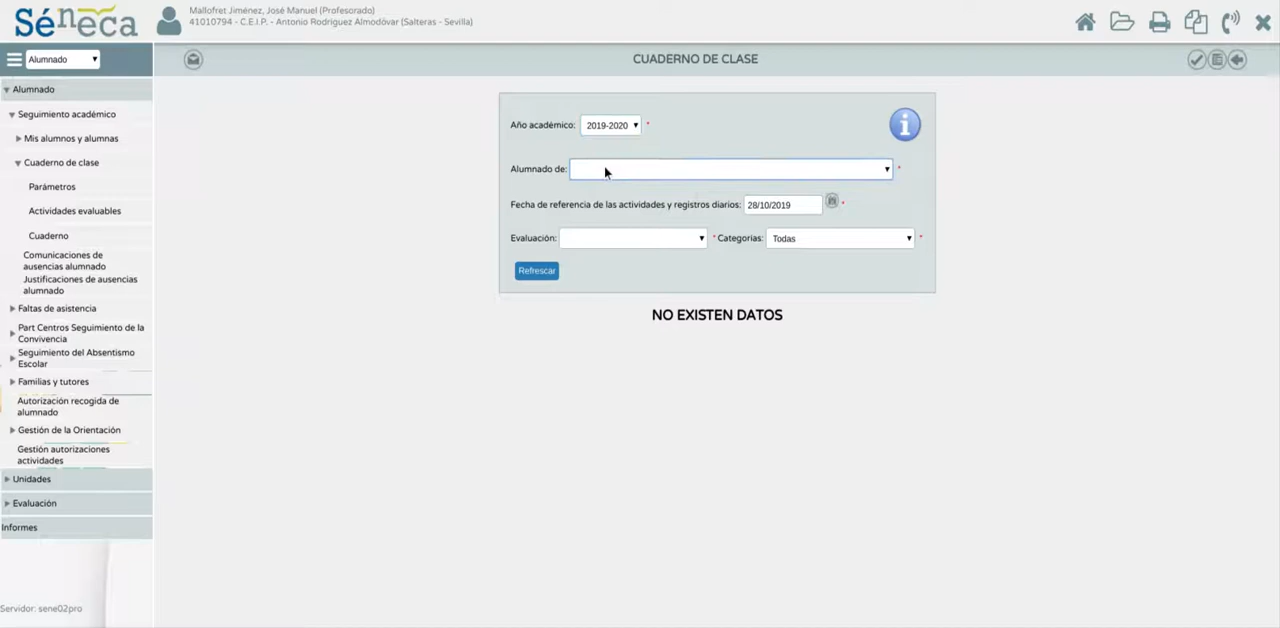 Séneca
Mallofret Jiménez, José Manuel (Profesorado)
41010794 - C.E.I.P. - Antonio Rodriguez Almodóvar (Salteras - Sevilla)
Alumnado
CUADERNO DE CLASE
Alumnado
Seguimiento académico
Mis alumnos y alumnas
Cuaderno de clase
Parámetros
Actividades evaluables
Cuaderno
Comunicaciones de
ausencias alumnado
Justificaciones de ausencias
alumnado
Faltas de asistencia
Part Centros Seguimiento de la
Convivencia
Seguimiento del Absentismo
Escolar
Familias y tutores
Autorización recogida de
alumnado
Gestión de la Orientación
Gestión autorizaciones
actividades
Unidades
Evaluación
Informes
Servidor: sene02pro
Año académico: 2019-2020 *
Alumnado de: *
Fecha de referencia de las actividades y registros diarios: 28/10/2019 *
Evaluación: * Categorías: Todas *
Refrescar
NO EXISTEN DATOS